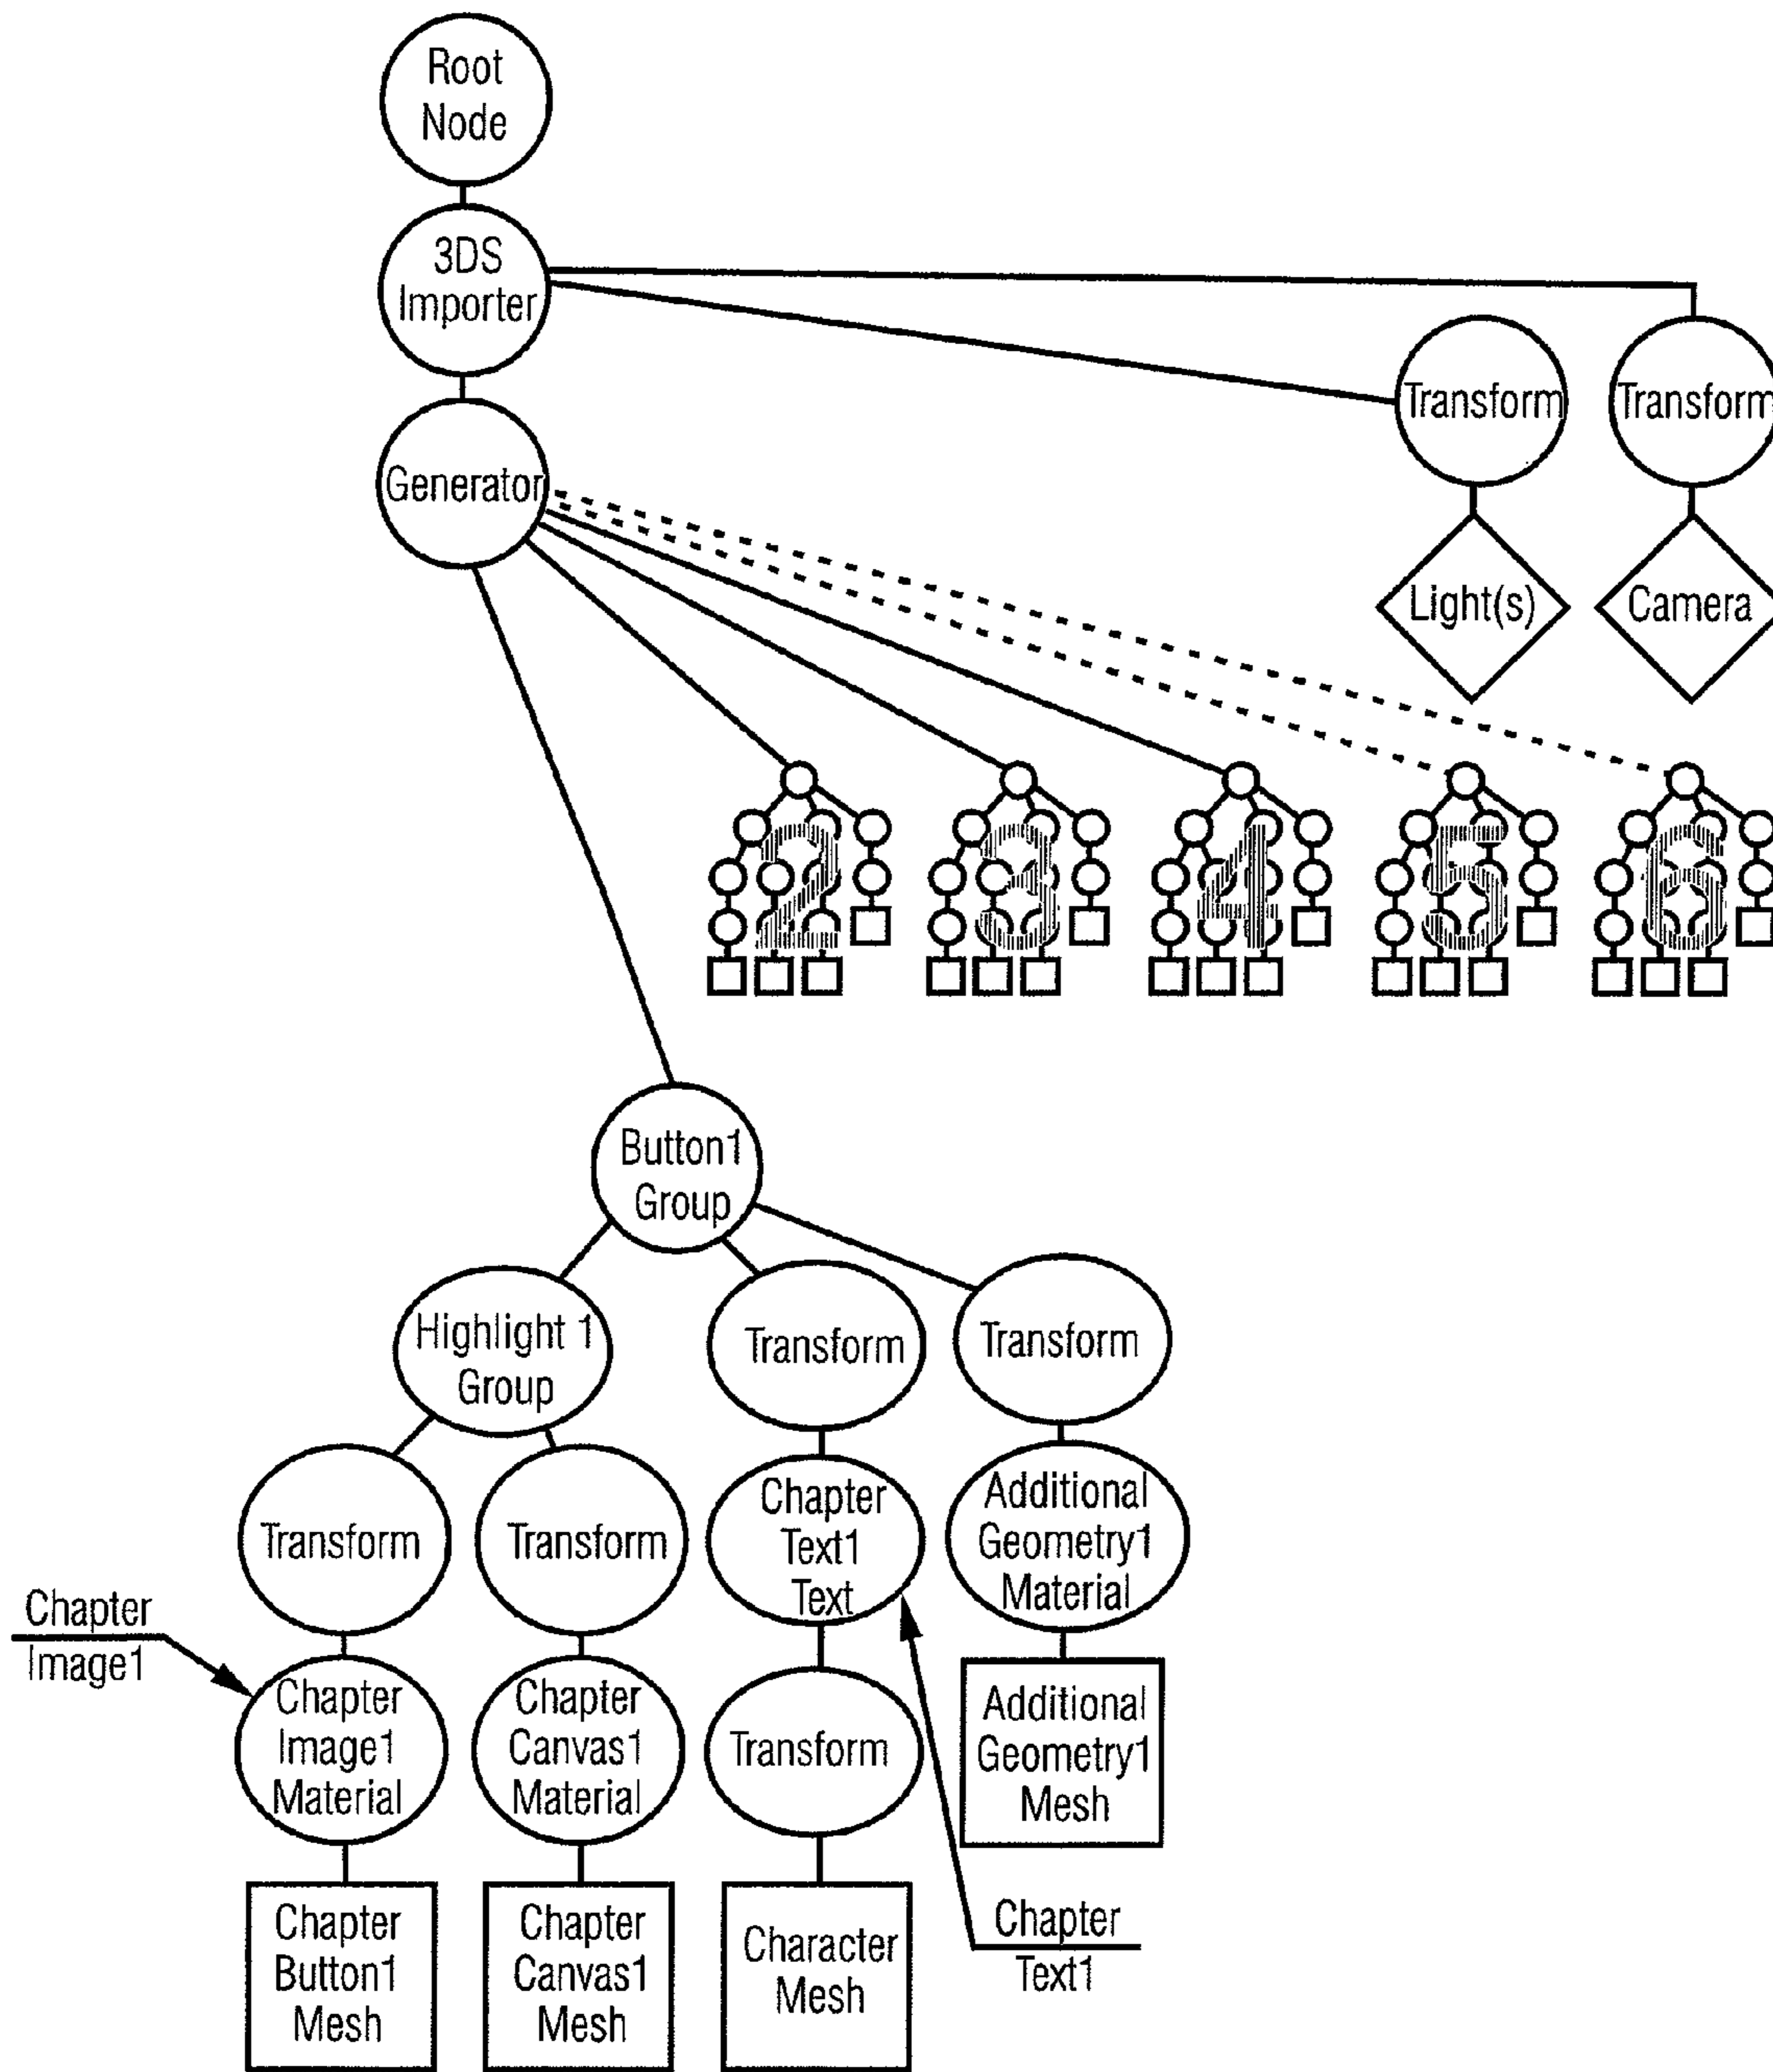 Root
Node
3DS
Importer
Generator
Transform
Transform
Light(s)
Camera
2
3
4
5
6
Button1
Group
Highlight 1
Group
Transform
Transform
Transform
Transform
Chapter
Text1
Text
Additional
Geometry1
Material
Chapter
Image1
Chapter
Image1
Material
Chapter
Canvas1
Material
Transform
Additional
Geometry1
Mesh
Chapter
Button1
Mesh
Chapter
Canvas1
Mesh
Character
Mesh
Chapter
Text1